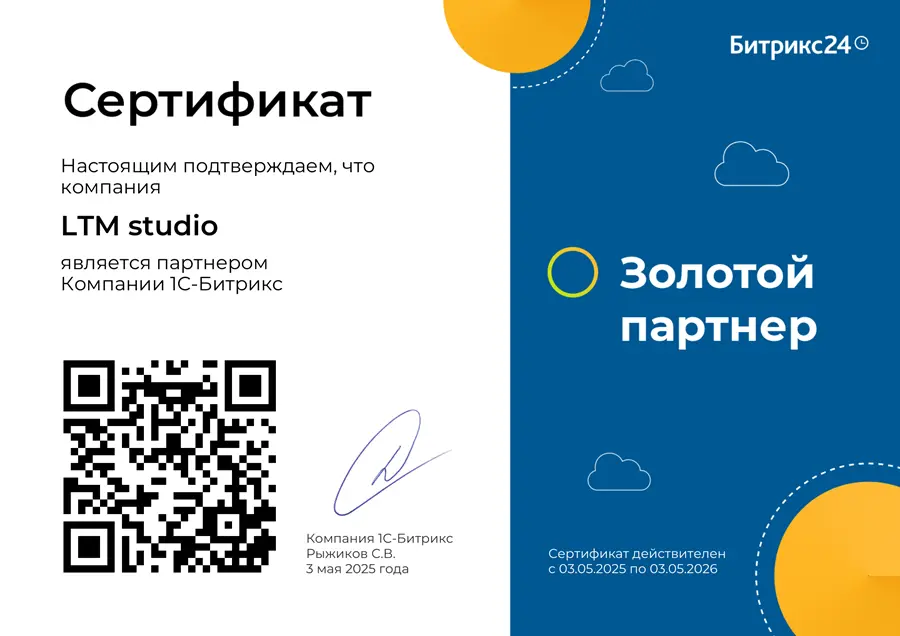 Сертификат
Настоящим подтверждаем, что
компания
LTM studio
является партнером
Компании 1С-Битрикс
Компания 1С-Битрикс
Рыжиков С.В.
3 мая 2025 года
Битрикс24
Золотой
партнер
Сертификат действителен
с 03.05.2025 по 03.05.2026